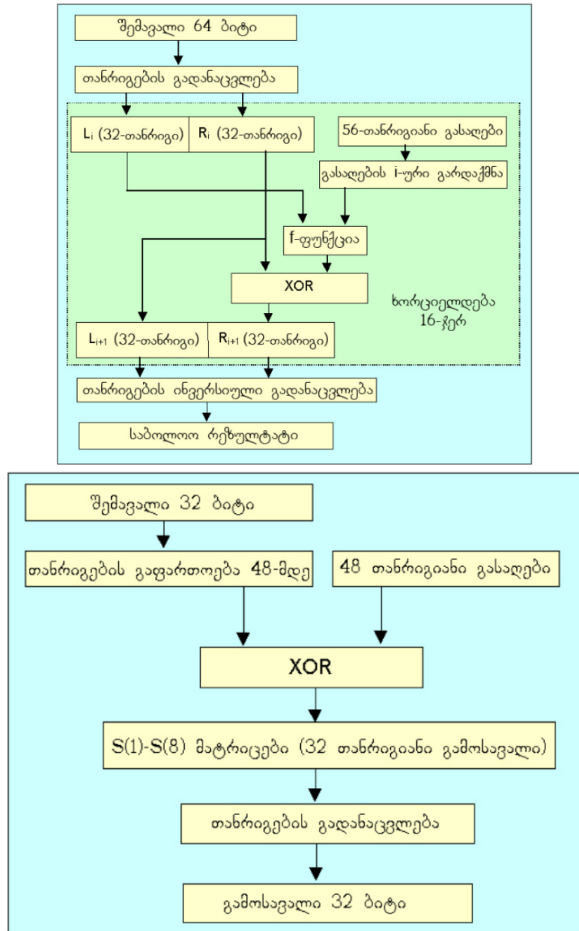 შემავალი 64 ბიტი
თანრიგების გადანაცვლება
Li (32-თანრიგი) Ri (32-თანრიგი)
56-თანრიგიანი გასაღები
გასაღების i-ური გარდაქმნა
f-ფუნქცია
XOR
ხორციელდება
16-ჯერ
Li+1 (32-თანრიგი) Ri+1 (32-თანრიგი)
თანრიგების ინვერსიული გადანაცვლება
საბოლოო რეზულტატი
შემავალი 32 ბიტი
თანრიგების გაფართოება 48-მდე
48 თანრიგიანი გასაღები
XOR
S(1)-S(8) მატრიცები (32 თანრიგიანი გამოსავალი)
თანრიგების გადანაცვლება
გამოსავალი 32 ბიტი